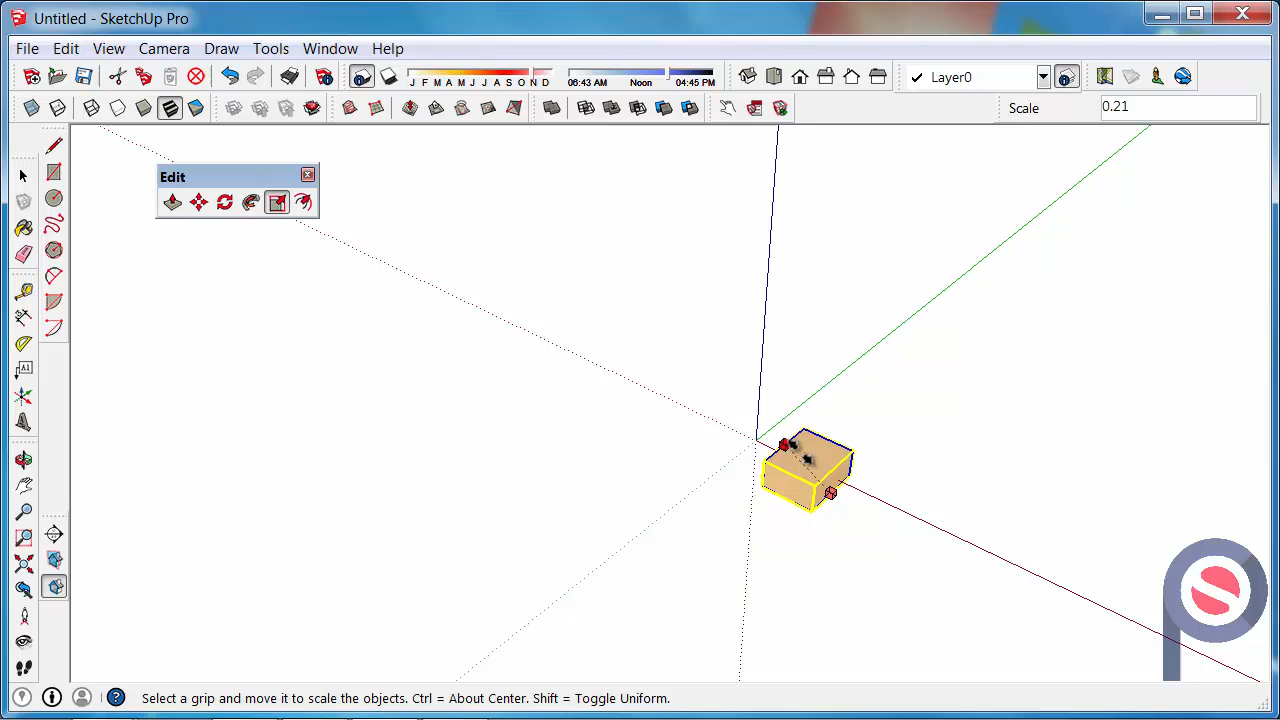 Untitled - SketchUp Pro
File Edit View Camera Draw Tools Window Help
J F M A M J J A S O N D
06:43 AM Noon 04:45 PM
Layer0
Scale 0.21
Edit
A1
Select a grip and move it to scale the objects. Ctrl = About Center. Shift = Toggle Uniform.